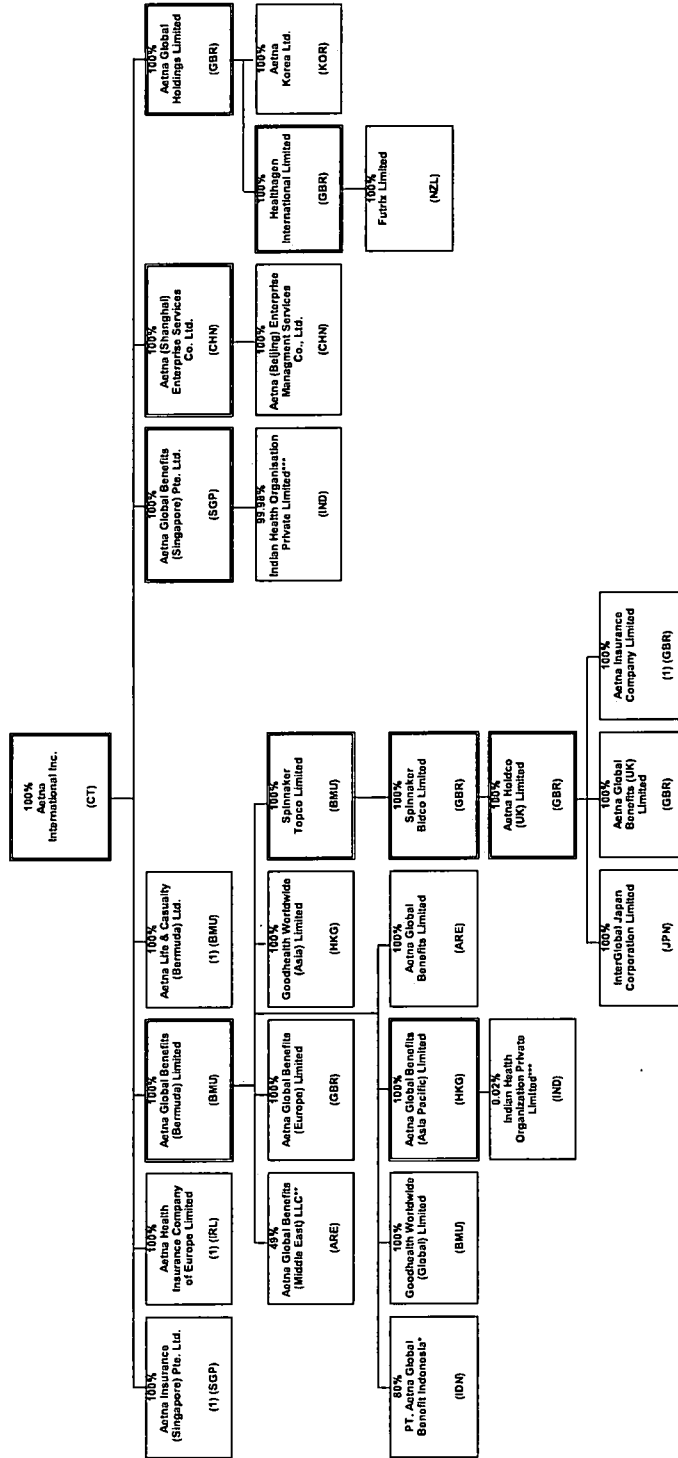 100%
Aetna
International Inc.
(CT)
100%
Aetna Insurance
(Singapore) Pte. Ltd.
(1) (SGP)
100%
Aetna Health
Insurance Company
of Europe Limited
(1) (IRL)
100%
Aetna Global Benefits
(Bermuda) Limited
(BMU)
100%
Aetna Life & Casualty
(Bermuda) Ltd.
(1) (BMU)
100%
Aetna Global Benefits
(Singapore) Pte. Ltd.
(SGP)
100%
Aetna (Shanghai)
Enterprise Services
Co. Ltd.
(CHN)
100%
Aetna Global
Holdings Limited
(GBR)
99.98%
Indian Health Organisation
Private Limited***
(IND)
100%
Aetna (Beijing) Enterprise
Managment Services
Co., Ltd.
(CHN)
100%
Healthagen
International Limited
(GBR)
100%
Aetna
Korea Ltd.
(KOR)
100%
Futrix Limited
(NZL)
49%
Aetna Global Benefits
(Middle East) LLC**
(ARE)
100%
Aetna Global Benefits
(Europe) Limited
(GBR)
100%
Goodhealth Worldwide
(Asia) Limited
(HKG)
100%
Spinnaker
Topco Limited
(BMU)
80%
PT. Aetna Global
Benefit Indonesia*
(IDN)
100%
Goodhealth Worldwide
(Global) Limited
(BMU)
100%
Aetna Global Benefits
(Asia Pacific) Limited
(HKG)
100%
Aetna Global
Benefits Limited
(ARE)
100%
Spinnaker
Bidco Limited
(GBR)
0.02%
Indian Health
Organization Private
Limited***
(IND)
100%
Aetna Holdco
(UK) Limited
(GBR)
100%
InterGlobal Japan
Corporation Limited
(JPN)
100%
Aetna Global
Benefits (UK)
Limited
(GBR)
100%
Aetna Insurance
Company Limited
(1) (GBR)